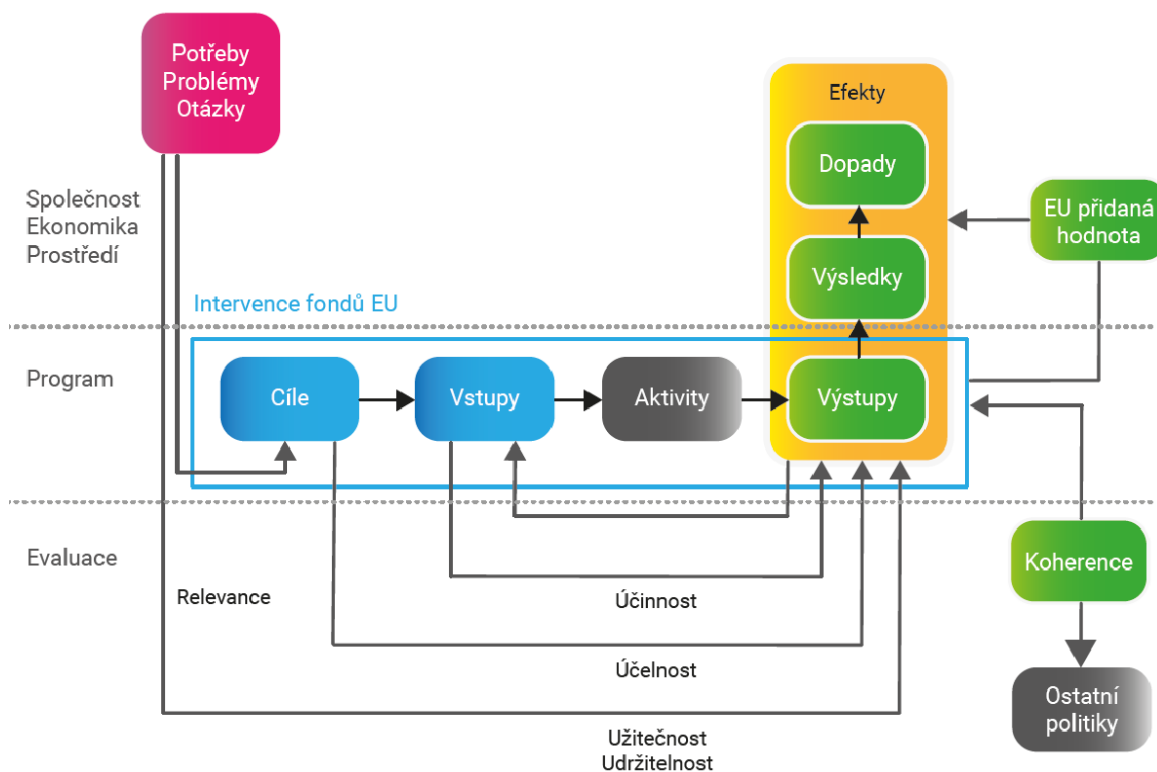 Potřeby
Problémy
Otázky
Efekty
Dopady
Společnost
Ekonomika
Prostředí
EU přidaná
hodnota
Výsledky
Intervence fondů EU
Program
Cíle
Vstupy
Aktivity
Výstupy
Evaluace
Koherence
Relevance
Účinnost
Účelnost
Ostatní
politiky
Užitečnost
Udržitelnost